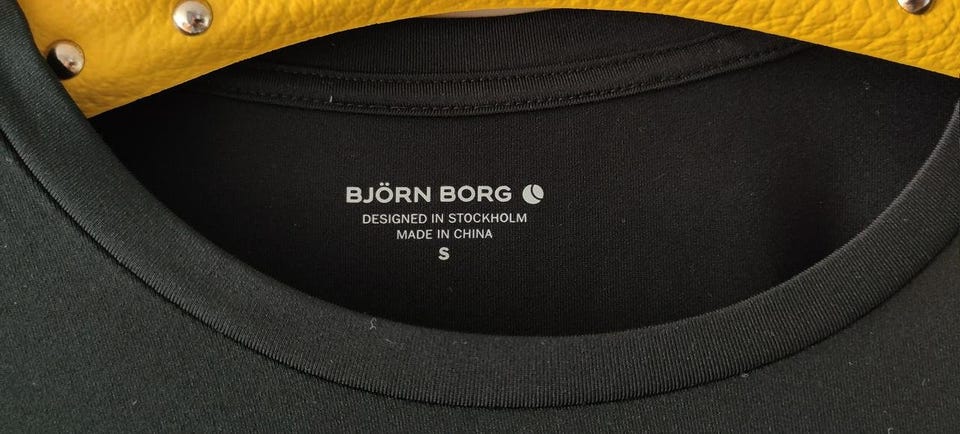 BJÖRN BORG
DESIGNED IN STOCKHOLM
MADE IN CHINA
S